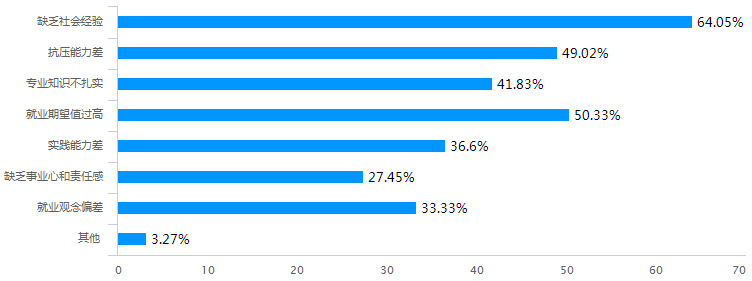 缺乏社会经验 64.05%
抗压能力差 49.02%
专业知识不扎实 41.83%
就业期望值过高 50.33%
实践能力差 36.6%
缺乏事业心和责任感 27.45%
就业观念偏差 33.33%
其他 3.27%
0 10 20 30 40 50 60 70